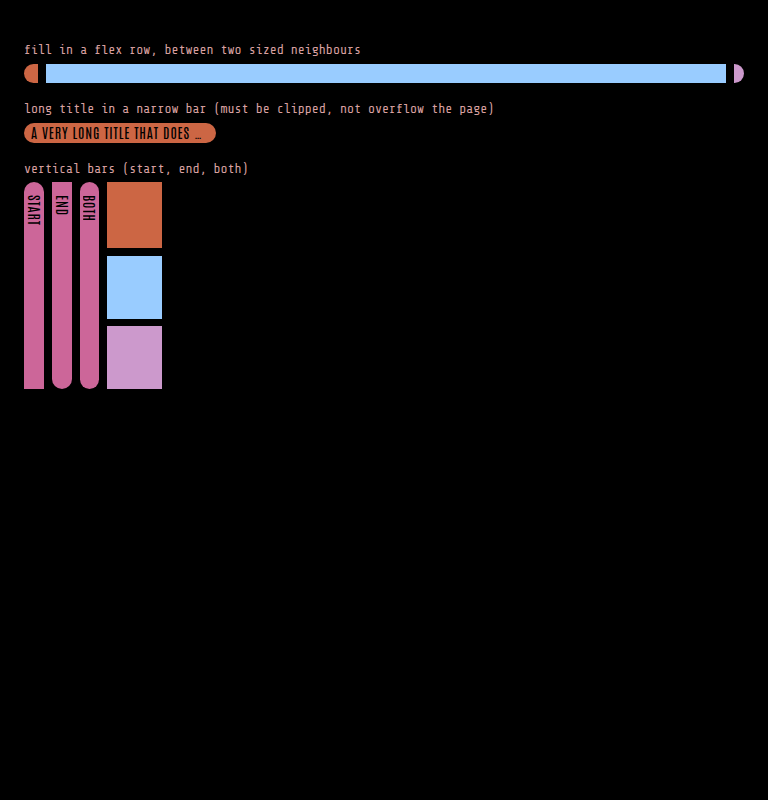 fill in a flex row, between two sized neighbours
long title in a narrow bar (must be clipped, not overflow the page)
A VERY LONG TITLE THAT DOES …
vertical bars (start, end, both)
START
END
BOTH